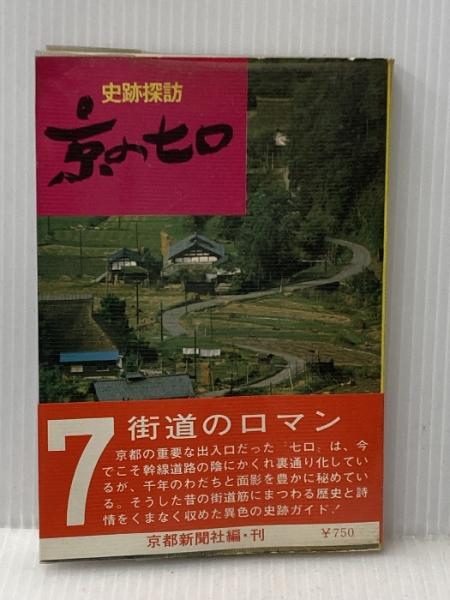 史跡探訪
京の七口
7 街道のロマン
京都の重要な出入口だった〝七口〟は、今
でこそ幹線道路の陰にかくれ裏通り化してい
るが、千年のわだちと面影を豊かに秘めてい
る。そうした昔の街道筋にまつわる歴史と詩
情をくまなく収めた異色の史跡ガイド!
京都新聞社編・刊
¥750